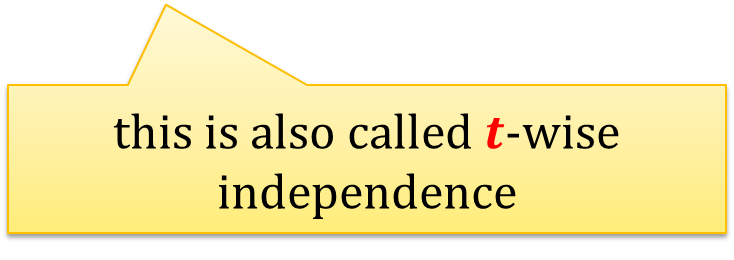 this is also called t-wise
independence